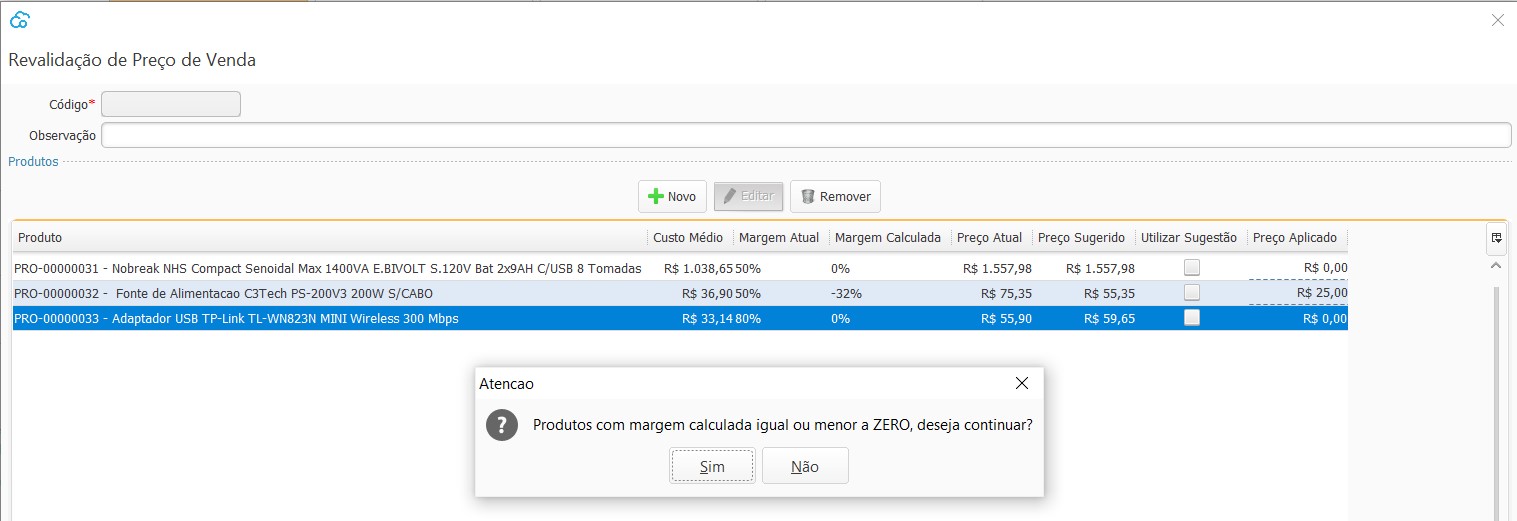 Revalidação de Preço de Venda
Código*
Observação
Produtos
Novo Editar Remover
Produto Custo Médio Margem Atual Margem Calculada Preço Atual Preço Sugerido Utilizar Sugestão Preço Aplicado
PRO-00000031 - Nobreak NHS Compact Senoidal Max 1400VA E.BIVOLT S.120V Bat 2x9AH C/USB 8 Tomadas R$ 1.038,65 50% 0% R$ 1.557,98 R$ 1.557,98 R$ 0,00
PRO-00000032 - Fonte de Alimentacao C3Tech PS-200V3 200W S/CABO R$ 36,90 50% -32% R$ 75,35 R$ 55,35 R$ 25,00
PRO-00000033 - Adaptador USB TP-Link TL-WN823N MINI Wireless 300 Mbps R$ 33,14 80% 0% R$ 55,90 R$ 59,65 R$ 0,00
Atencao
Produtos com margem calculada igual ou menor a ZERO, deseja continuar?
Sim Não